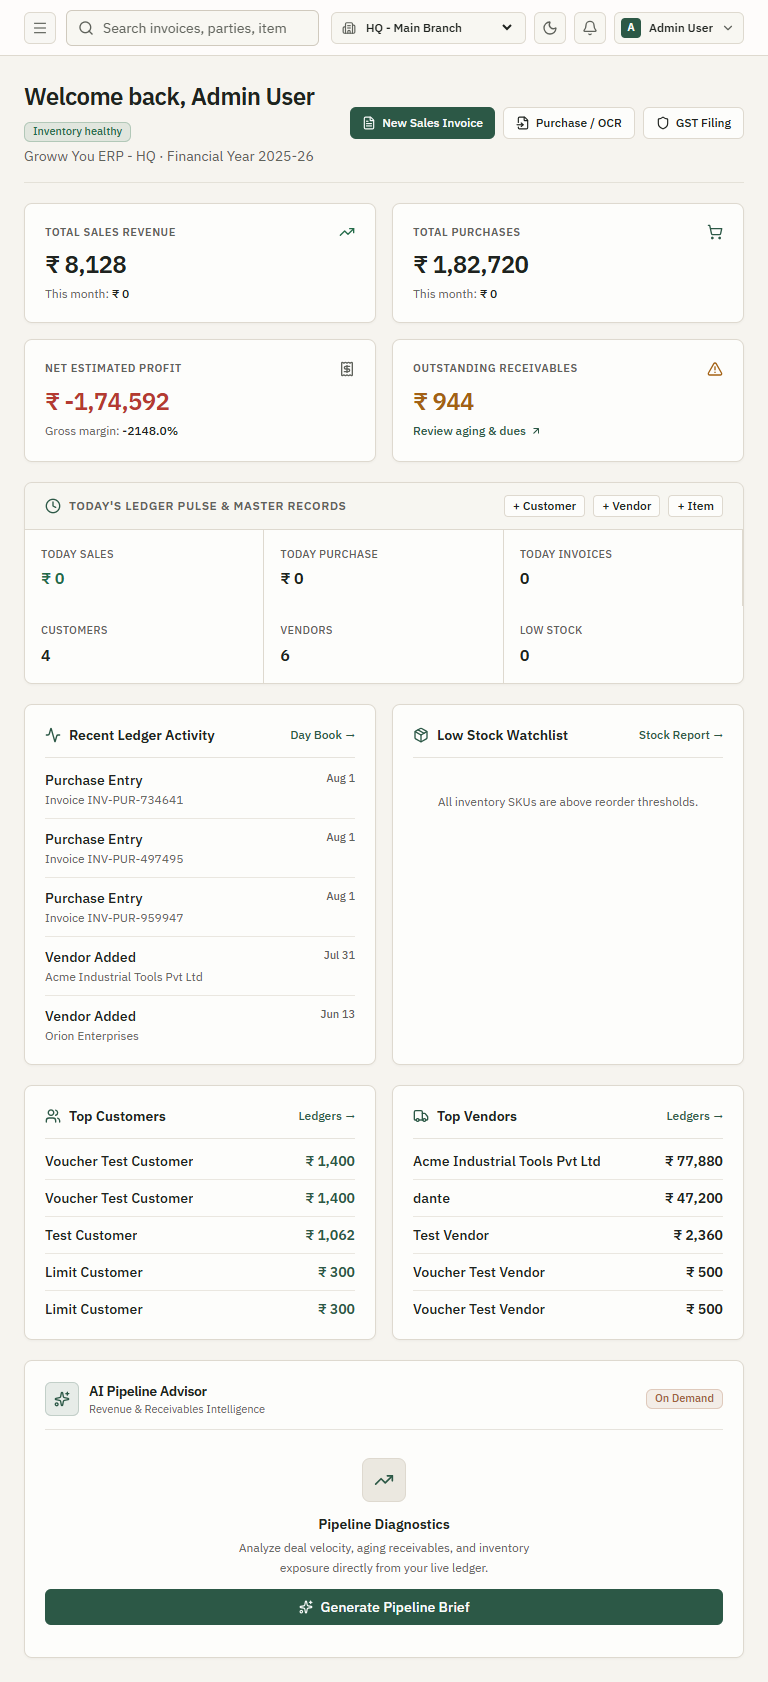 Search invoices, parties, item
HQ - Main Branch
A
Admin User
Welcome back, Admin User
Inventory healthy
Groww You ERP - HQ · Financial Year 2025-26
New Sales Invoice
Purchase / OCR
GST Filing
TOTAL SALES REVENUE
₹ 8,128
This month: ₹ 0
TOTAL PURCHASES
₹ 1,82,720
This month: ₹ 0
NET ESTIMATED PROFIT
₹ -1,74,592
Gross margin: -2148.0%
OUTSTANDING RECEIVABLES
₹ 944
Review aging & dues ↗
TODAY'S LEDGER PULSE & MASTER RECORDS
+ Customer
+ Vendor
+ Item
TODAY SALES
₹ 0
TODAY PURCHASE
₹ 0
TODAY INVOICES
0
CUSTOMERS
4
VENDORS
6
LOW STOCK
0
Recent Ledger Activity
Day Book →
Purchase Entry
Aug 1
Invoice INV-PUR-734641
Purchase Entry
Aug 1
Invoice INV-PUR-497495
Purchase Entry
Aug 1
Invoice INV-PUR-959947
Vendor Added
Jul 31
Acme Industrial Tools Pvt Ltd
Vendor Added
Jun 13
Orion Enterprises
Low Stock Watchlist
Stock Report →
All inventory SKUs are above reorder thresholds.
Top Customers
Ledgers →
Voucher Test Customer
₹ 1,400
Voucher Test Customer
₹ 1,400
Test Customer
₹ 1,062
Limit Customer
₹ 300
Limit Customer
₹ 300
Top Vendors
Ledgers →
Acme Industrial Tools Pvt Ltd
₹ 77,880
dante
₹ 47,200
Test Vendor
₹ 2,360
Voucher Test Vendor
₹ 500
Voucher Test Vendor
₹ 500
AI Pipeline Advisor
Revenue & Receivables Intelligence
On Demand
Pipeline Diagnostics
Analyze deal velocity, aging receivables, and inventory
exposure directly from your live ledger.
Generate Pipeline Brief